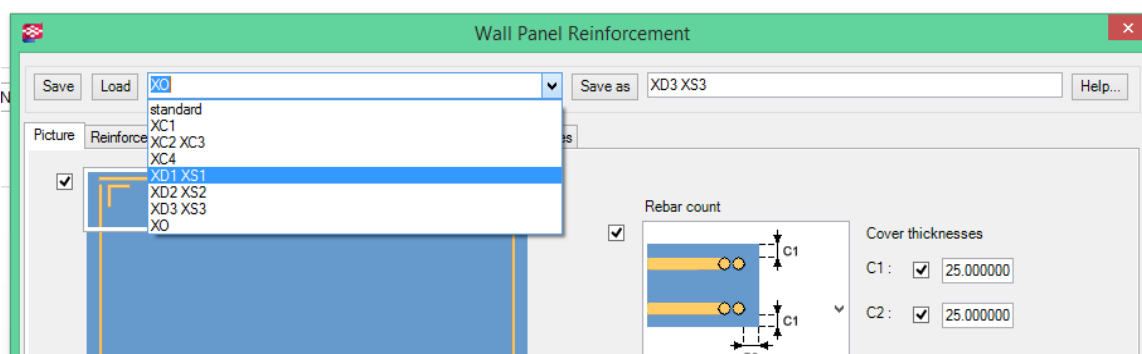 Wall Panel Reinforcement
N
Save Load XO Save as XD3 XS3 Help...
standard
XC1
XC2 XC3
XC4
XD1 XS1
XD2 XS2
XD3 XS3
XO
Picture Reinforce es
Rebar count
Cover thicknesses
C1
C1 : 25.000000
C2 : 25.000000
C1